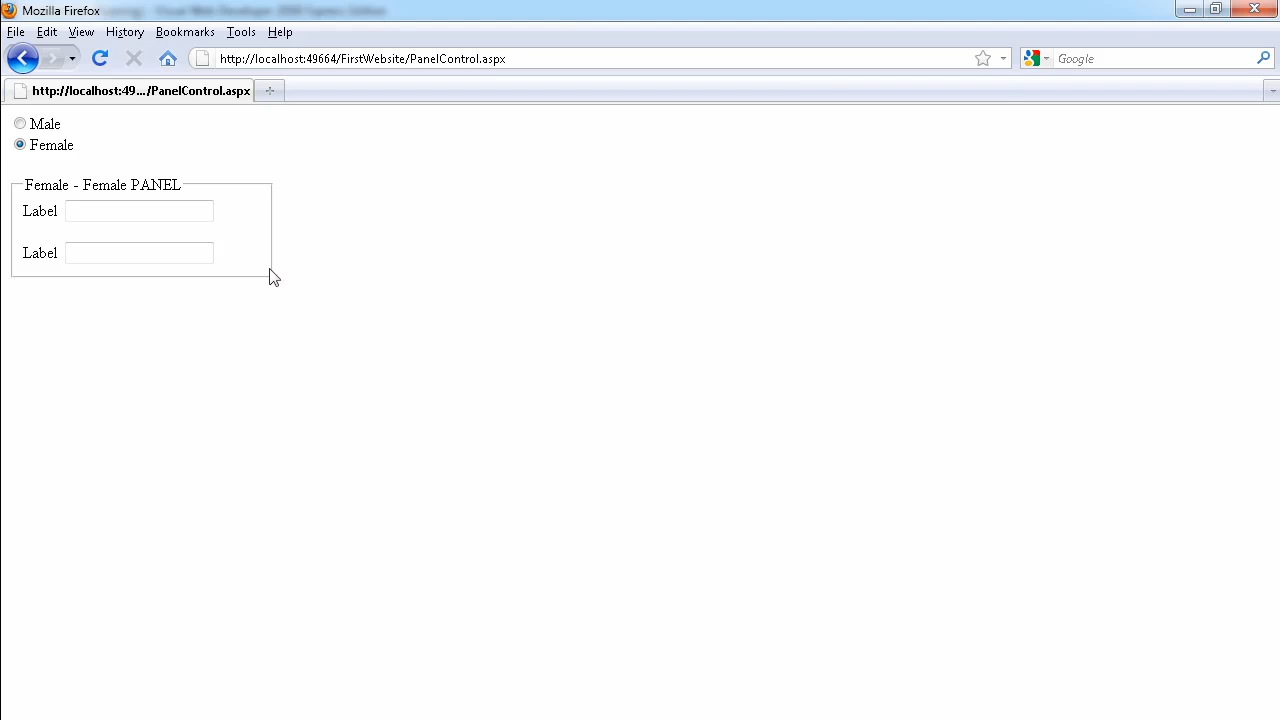 Mozilla Firefox
File Edit View History Bookmarks Tools Help
http://localhost:49664/FirstWebsite/PanelControl.aspx
Google
http://localhost:49.../PanelControl.aspx
Male
Female
Female - Female PANEL
Label
Label